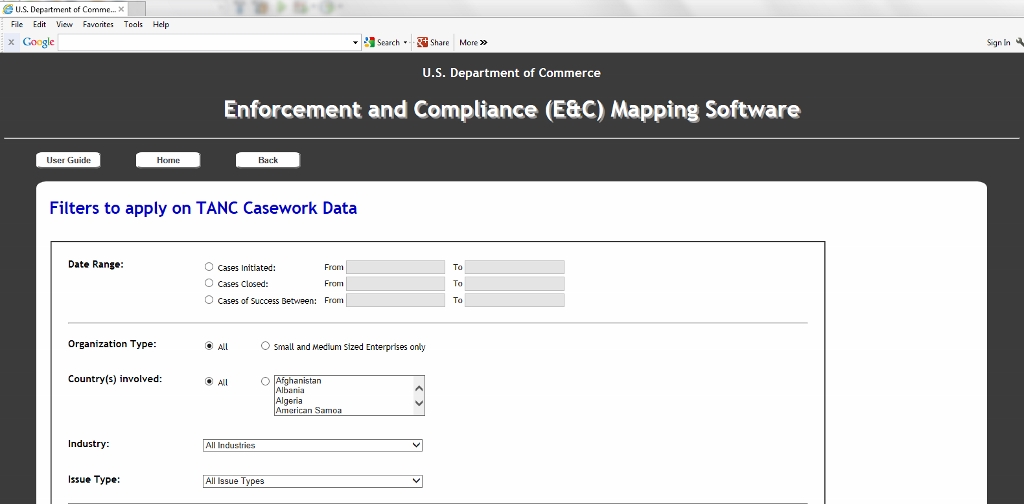 U.S. Department of Comme...
File Edit View Favorites Tools Help
x Google Search Share More »
Sign In
U.S. Department of Commerce
Enforcement and Compliance (E&C) Mapping Software
User Guide Home Back
Filters to apply on TANC Casework Data
Date Range:
Cases Initiated: From To
Cases Closed: From To
Cases of Success Between: From To
Organization Type: All Small and Medium Sized Enterprises only
Country(s) involved: All Afghanistan
Albania
Algeria
American Samoa
Industry: All Industries
Issue Type: All Issue Types